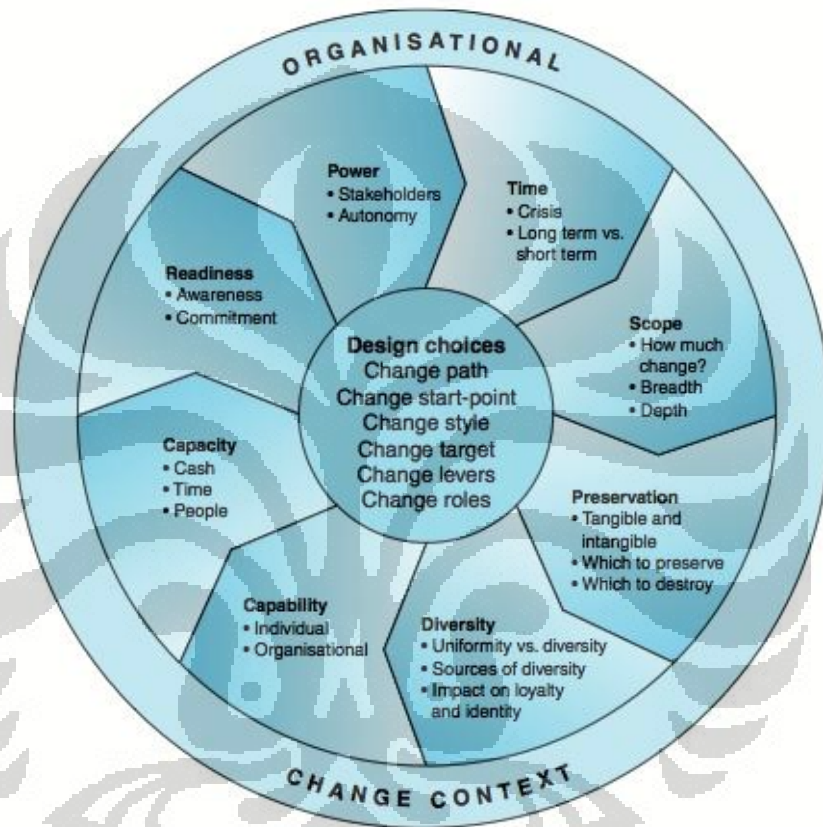 ORGANISATIONAL
Power
• Stakeholders
• Autonomy
Time
• Crisis
• Long term vs.
short term
Scope
• How much
change?
• Breadth
• Depth
Preservation
• Tangible and
intangible
• Which to preserve
• Which to destroy
Diversity
• Uniformity vs. diversity
• Sources of diversity
• Impact on loyalty
and identity
Capability
• Individual
• Organisational
Capacity
• Cash
• Time
• People
Readiness
• Awareness
• Commitment
Design choices
Change path
Change start-point
Change style
Change target
Change levers
Change roles
CHANGE CONTEXT